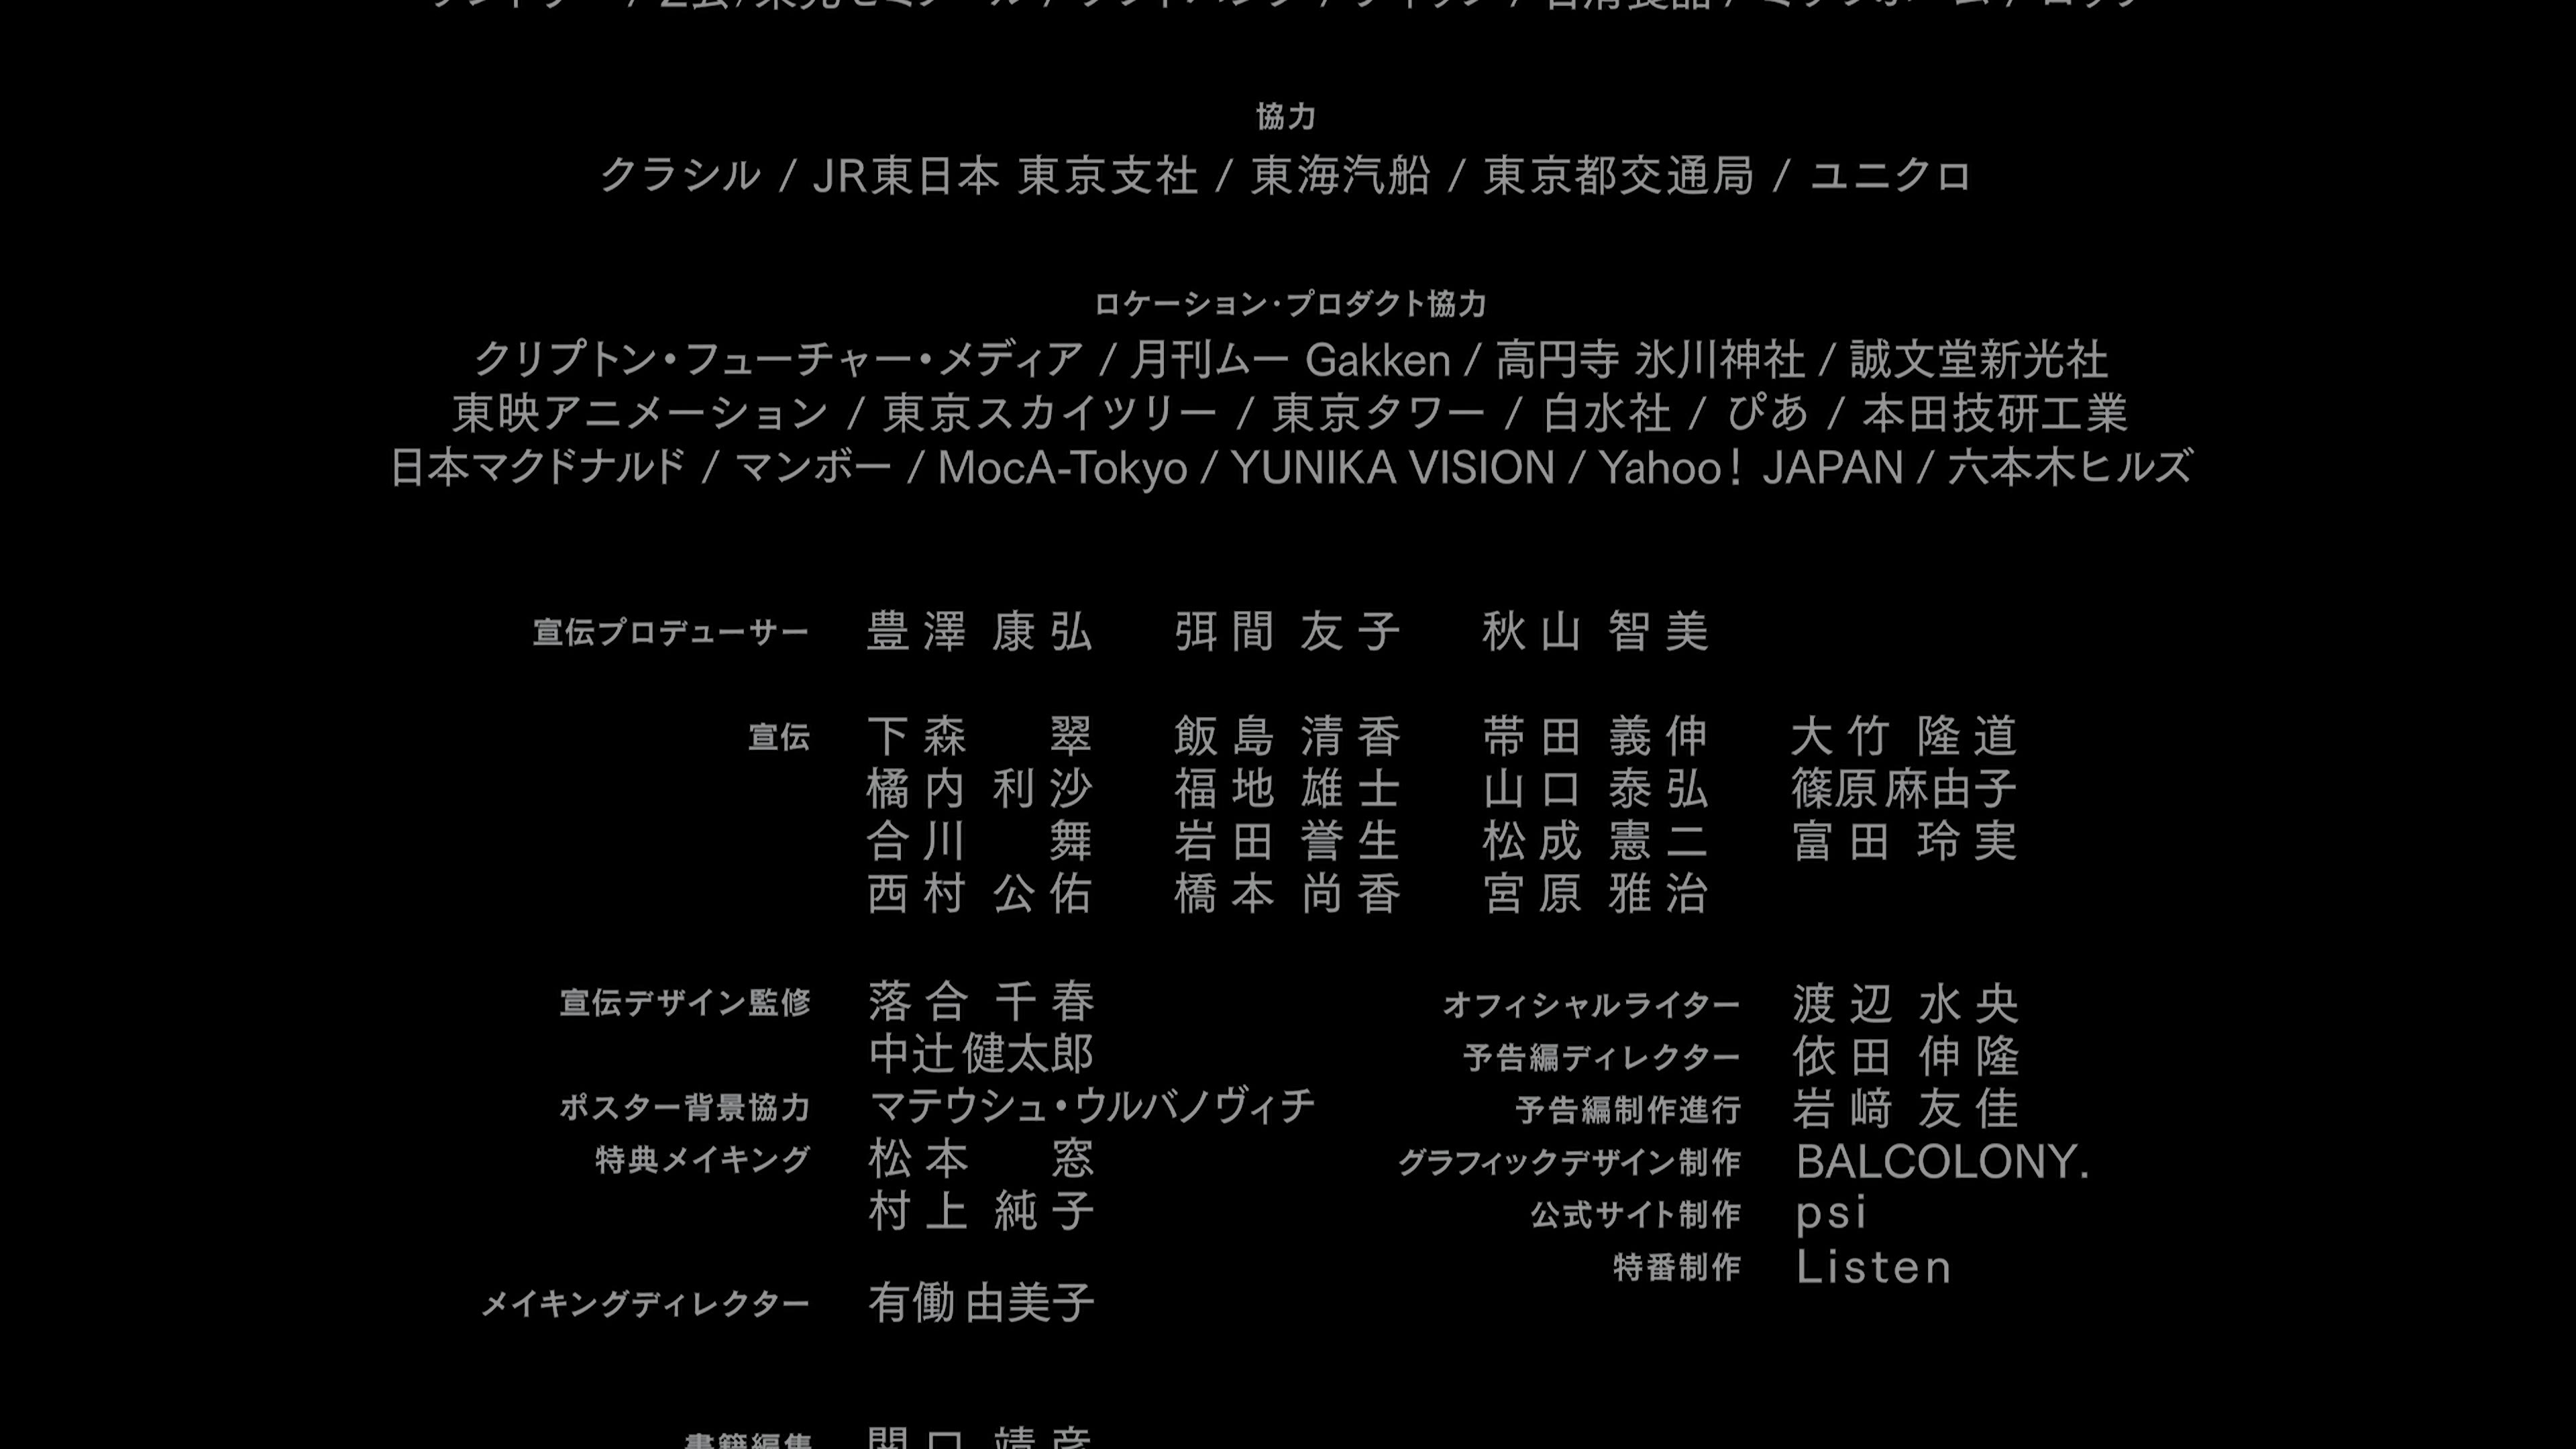 協力
クラシル / JR東日本 東京支社 / 東海汽船 / 東京都交通局 / ユニクロ
ロケーション・プロダクト協力
クリプトン・フューチャー・メディア / 月刊ムー Gakken / 高円寺 氷川神社 / 誠文堂新光社
東映アニメーション / 東京スカイツリー / 東京タワー / 白水社 / ぴあ / 本田技研工業
日本マクドナルド / マンボー / MocA-Tokyo / YUNIKA VISION / Yahoo! JAPAN / 六本木ヒルズ
宣伝プロデューサー 豊澤 康弘 弭間 友子 秋山 智美
宣伝 下森 翠 飯島 清香 帯田 義伸 大竹 隆道
橘内 利沙 福地 雄士 山口 泰弘 篠原 麻由子
合川 舞 岩田 誉生 松成 憲二 富田 玲実
西村 公佑 橋本 尚香 宮原 雅治
宣伝デザイン監修 落合 千春
中辻 健太郎
ポスター背景協力 マテウシュ・ウルバノヴィチ
特典メイキング 松本 窓
村上 純子
メイキングディレクター 有働 由美子
オフィシャルライター 渡辺 水央
予告編ディレクター 依田 伸隆
予告編制作進行 岩﨑 友佳
グラフィックデザイン制作 BALCOLONY.
公式サイト制作 psi
特番制作 Listen
書籍編集 関口 靖彦